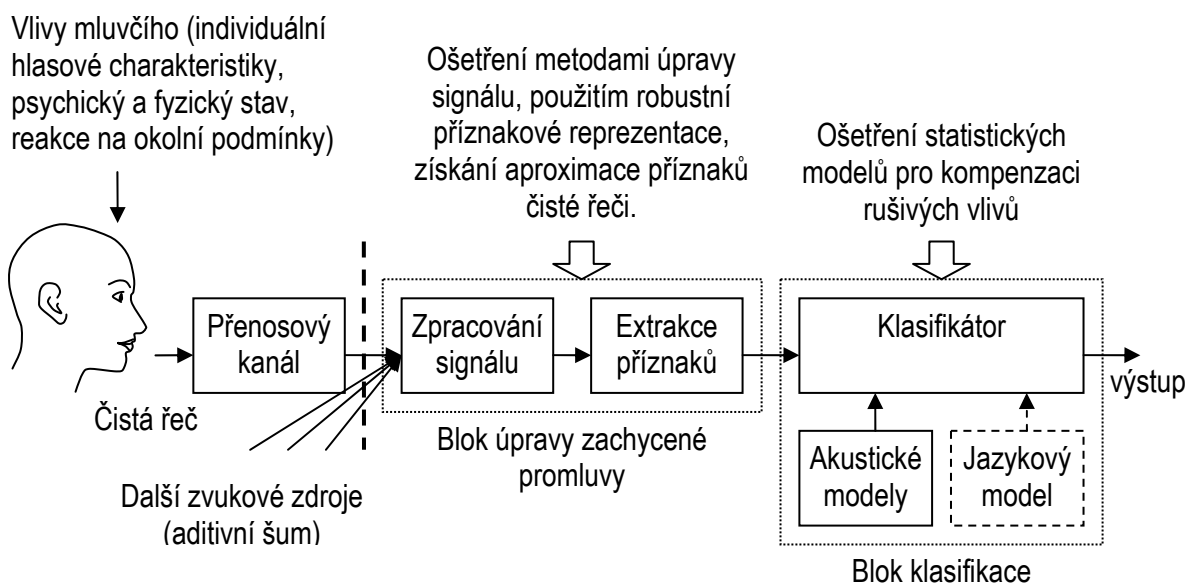 Vlivy mluvčího (individuální
hlasové charakteristiky,
psychický a fyzický stav,
reakce na okolní podmínky)
Ošetření metodami úpravy
signálu, použitím robustní
příznakové reprezentace,
získání aproximace příznaků
čisté řeči.
Ošetření statistických
modelů pro kompenzaci
rušivých vlivů
Přenosový
kanál
Zpracování
signálu
Extrakce
příznaků
Klasifikátor
výstup
Čistá řeč
Blok úpravy zachycené
promluvy
Akustické
modely
Jazykový
model
Další zvukové zdroje
(aditivní šum)
Blok klasifikace